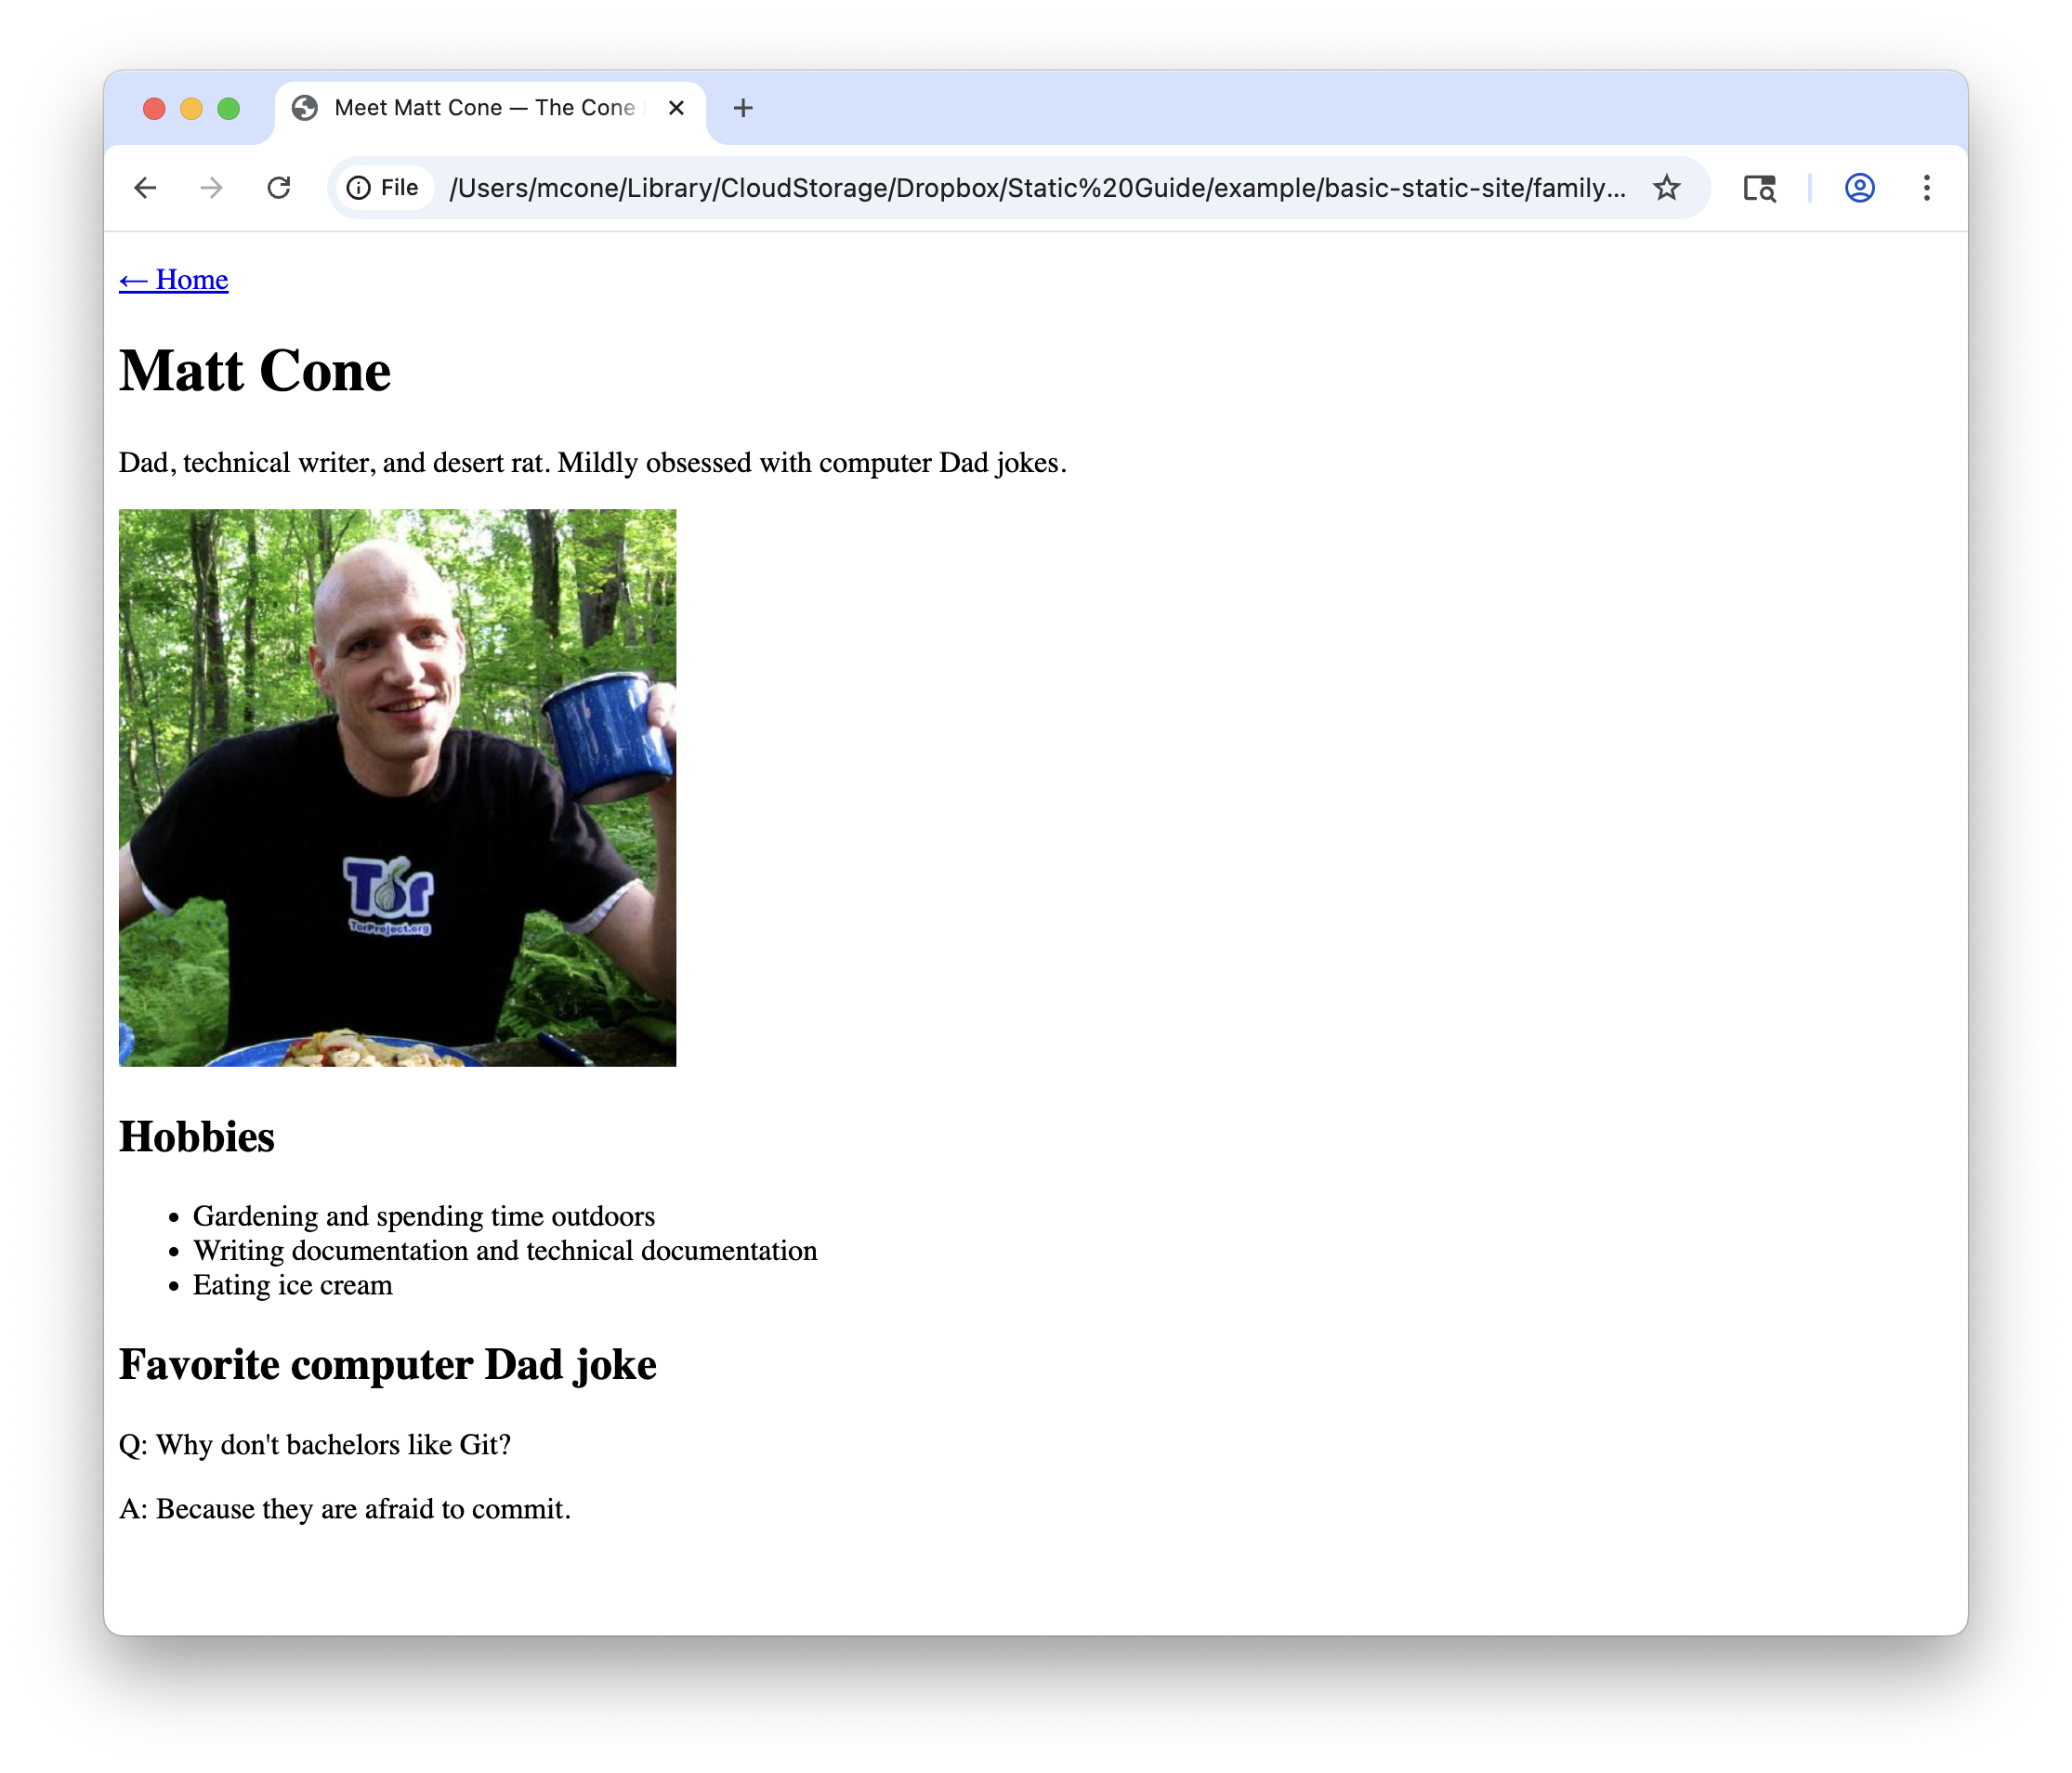 Meet Matt Cone — The Cone
File
/Users/mcone/Library/CloudStorage/Dropbox/Static%20Guide/example/basic-static-site/family...
← Home
Matt Cone
Dad, technical writer, and desert rat. Mildly obsessed with computer Dad jokes.
Tor
TorProject.org
Hobbies
• Gardening and spending time outdoors
• Writing documentation and technical documentation
• Eating ice cream
Favorite computer Dad joke
Q: Why don't bachelors like Git?
A: Because they are afraid to commit.